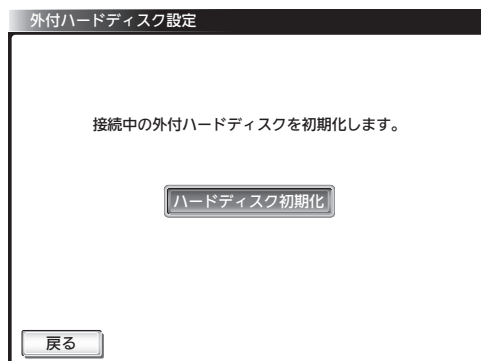 外付ハードディスク設定
接続中の外付ハードディスクを初期化します。
ハードディスク初期化
戻る